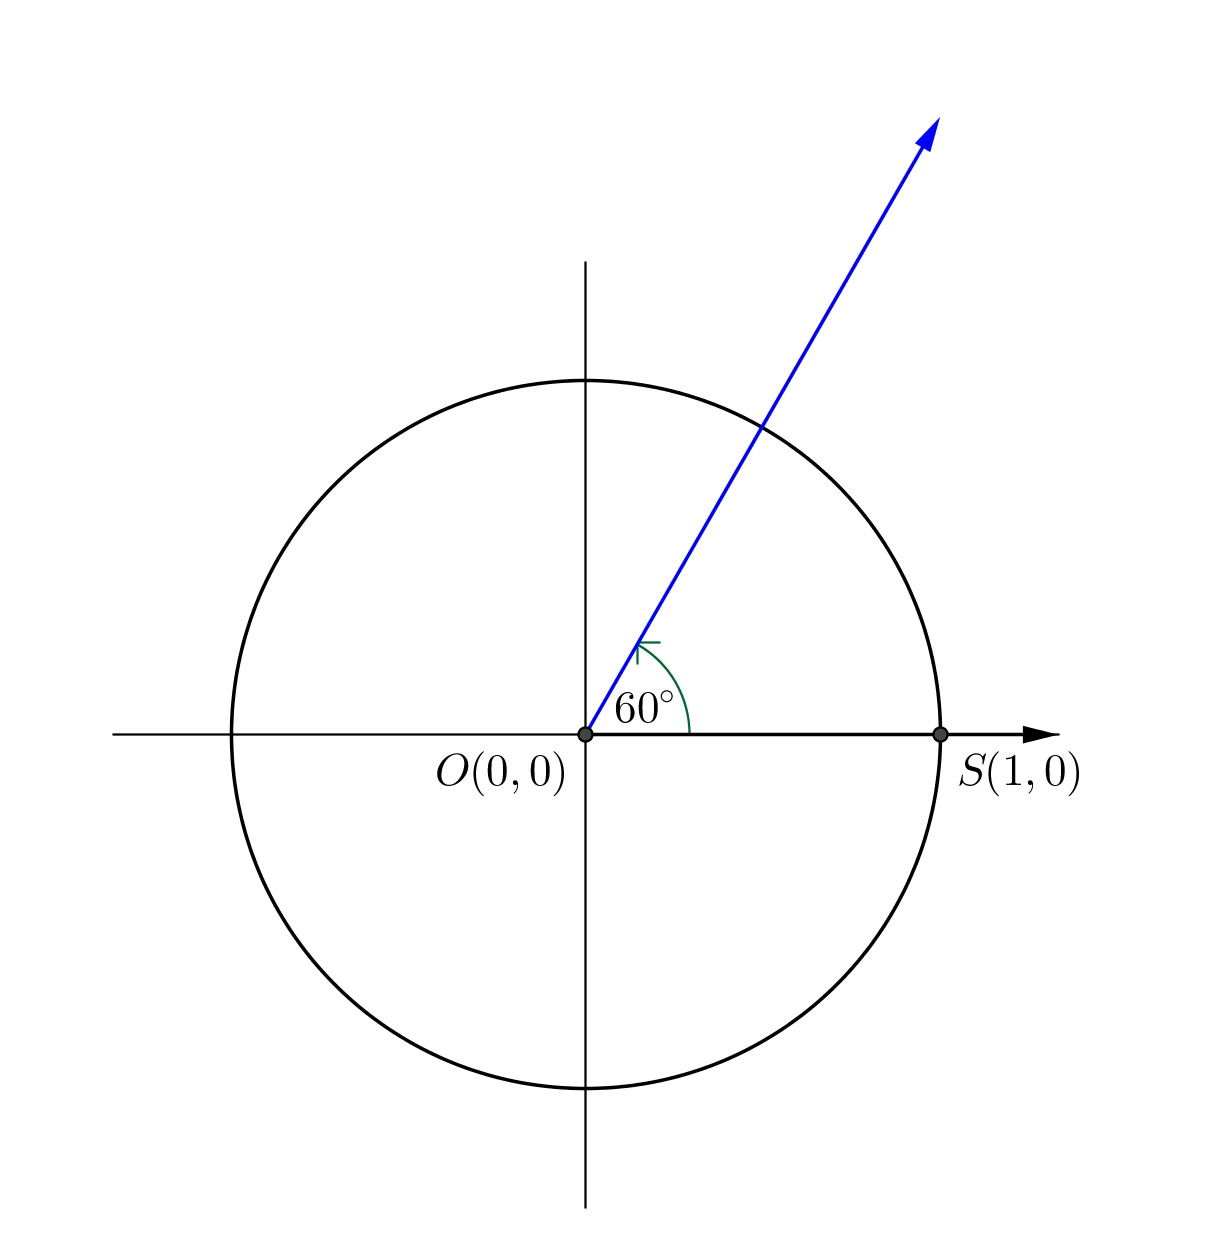 60°
O(0, 0)
S(1, 0)